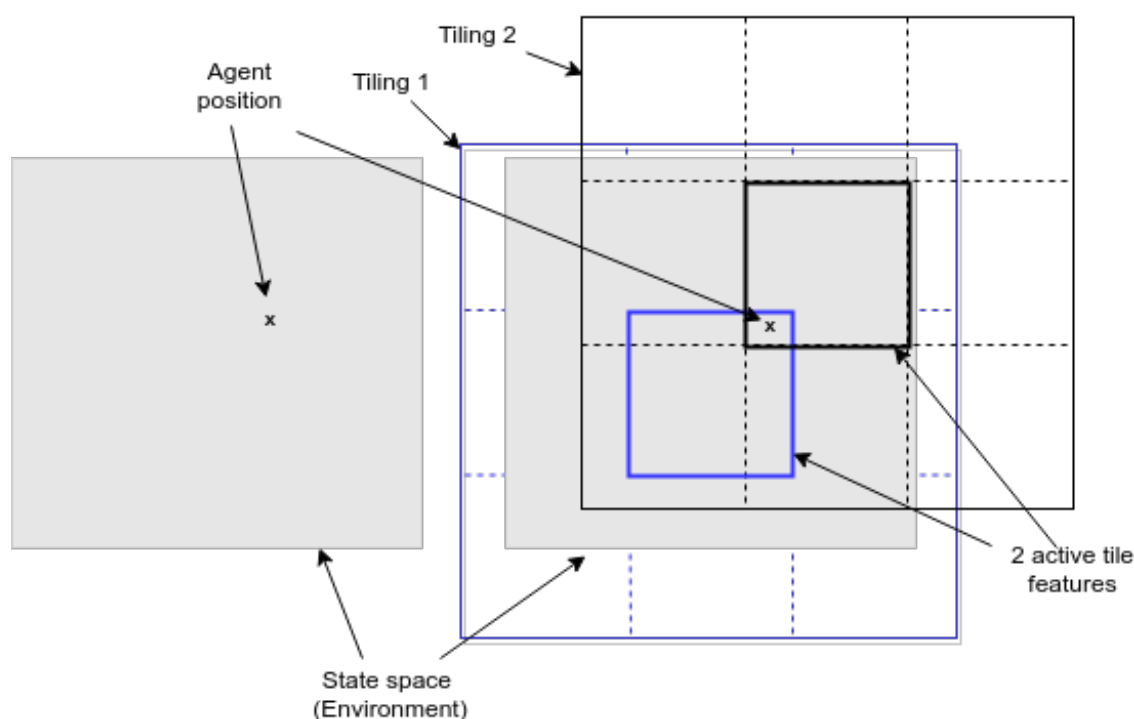 Tiling 2
Agent
position
Tiling 1
x
x
2 active tile
features
State space
(Environment)